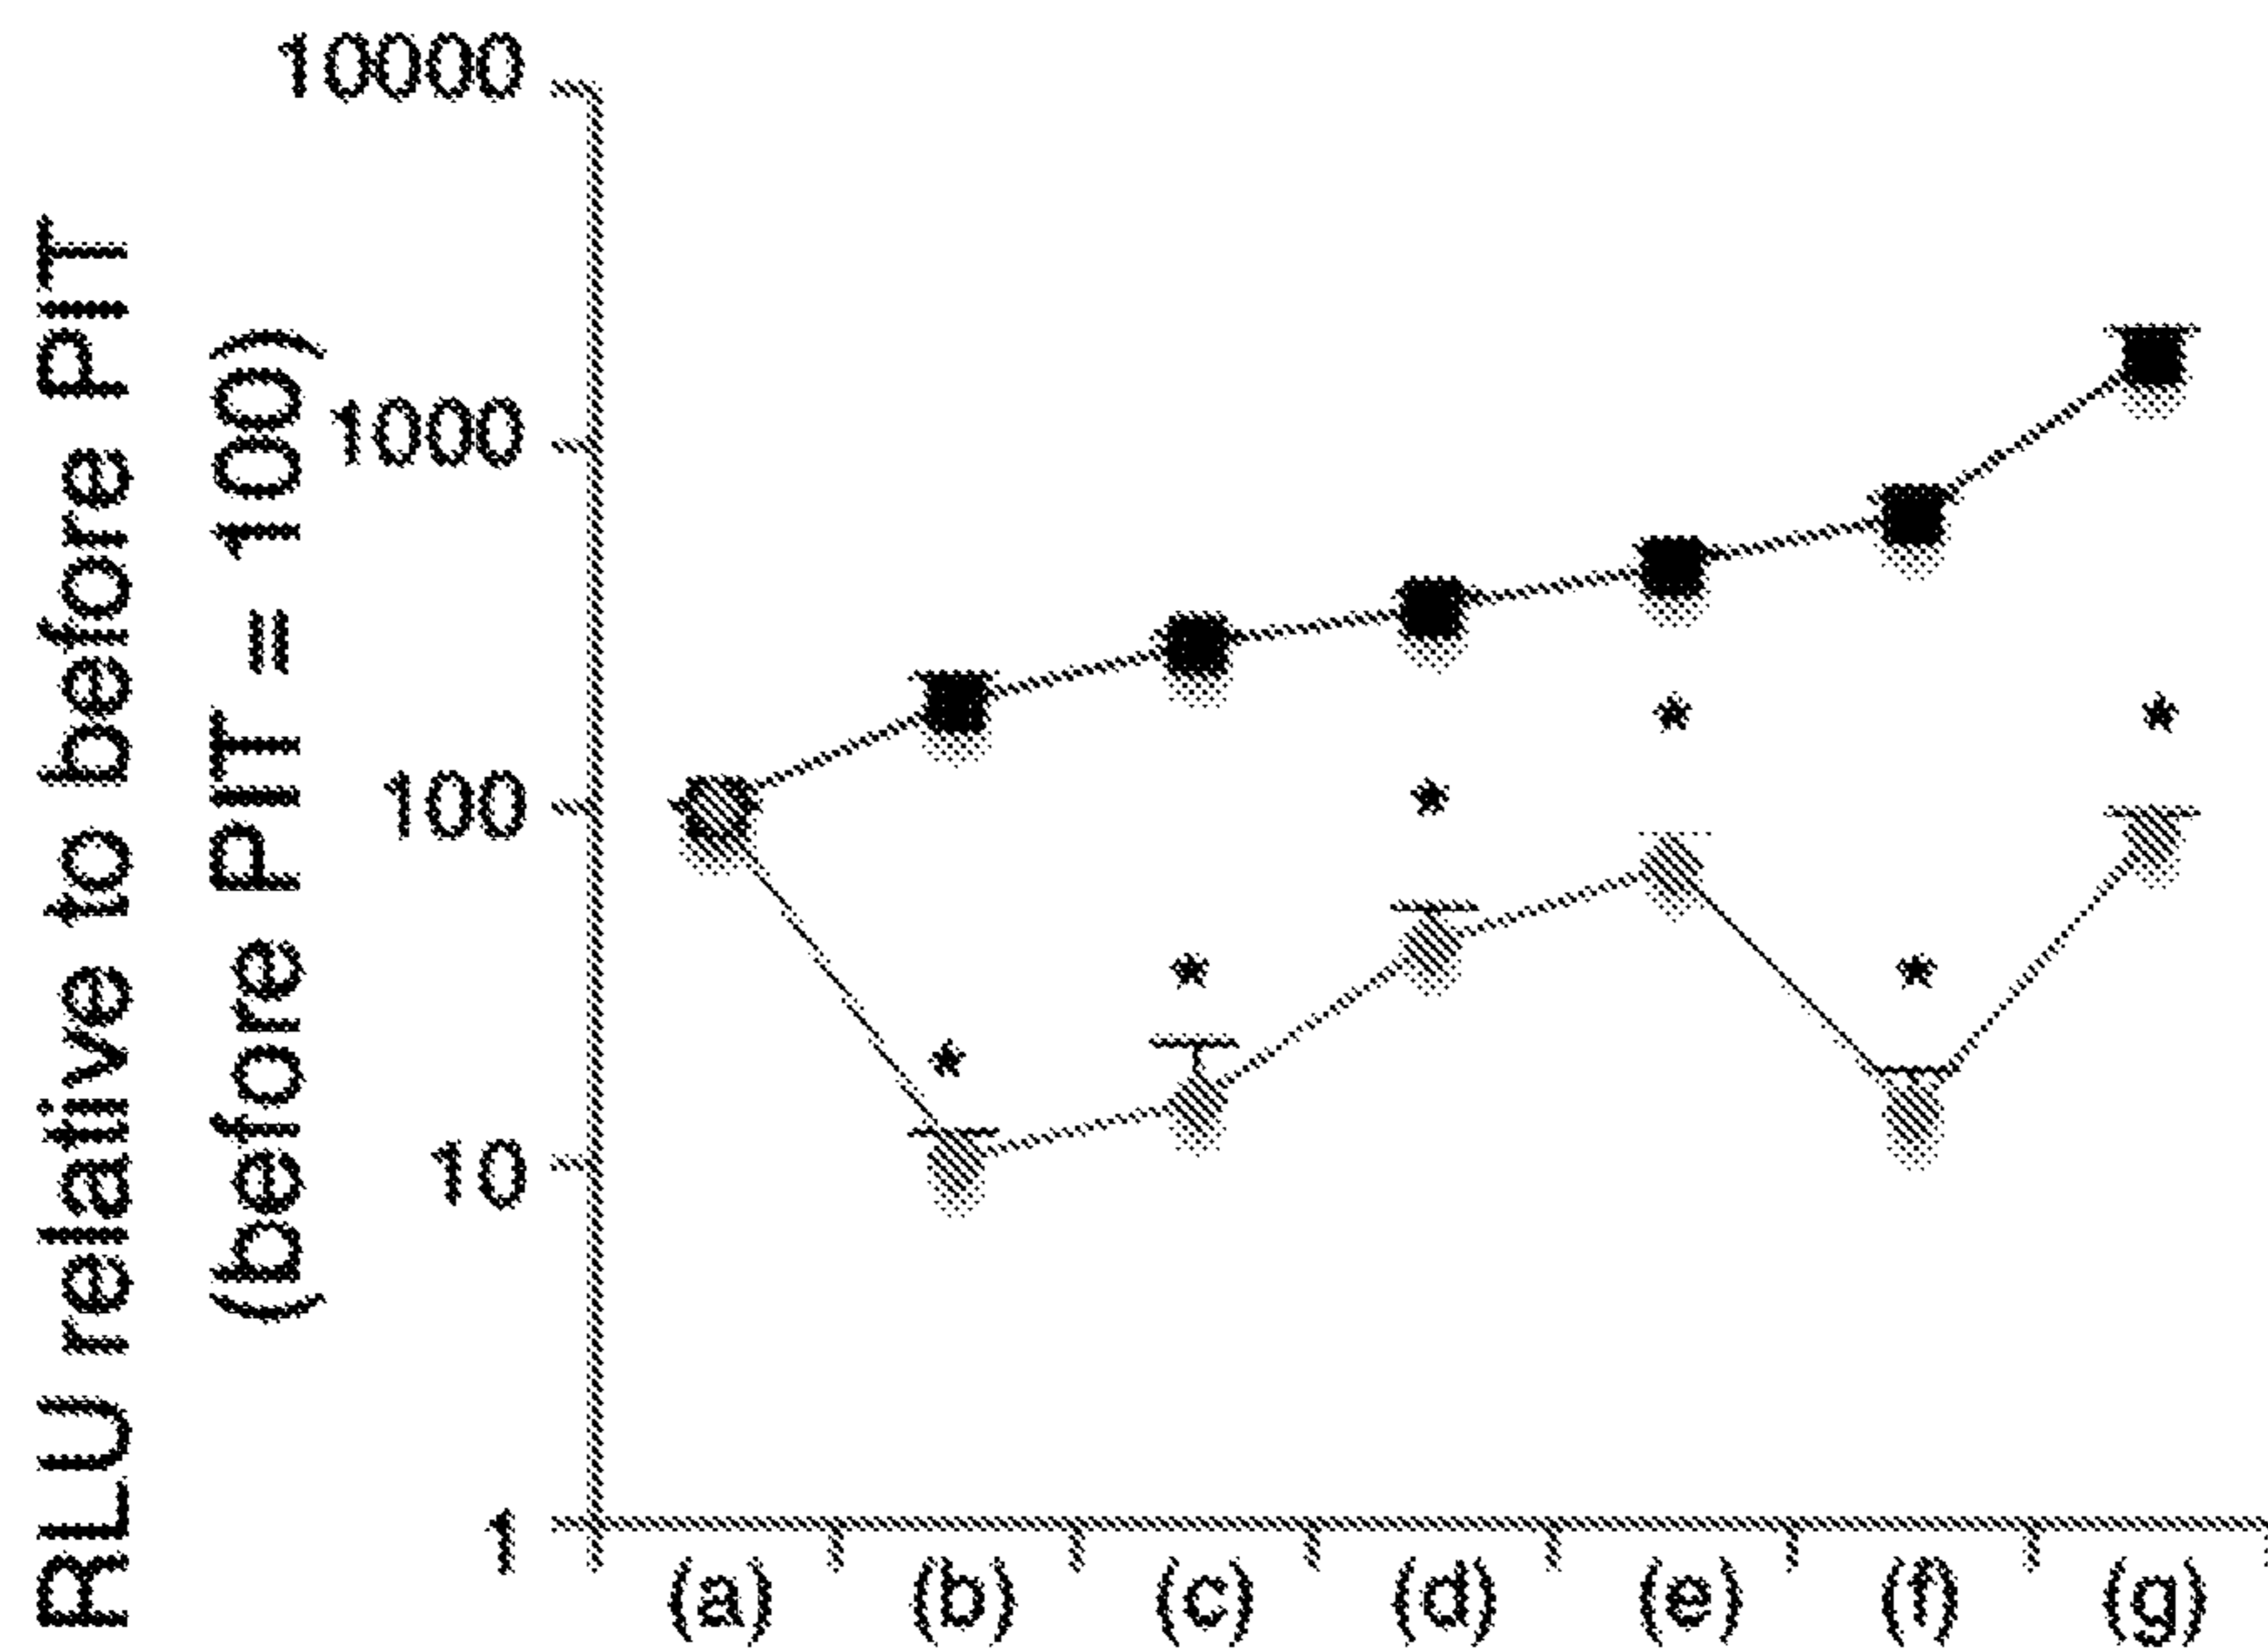 RLU relative to before PIT
(before PIT = 100)
10000
1000
100
10
1
(a) (b) (c) (d) (e) (f) (g)
* * * * * *